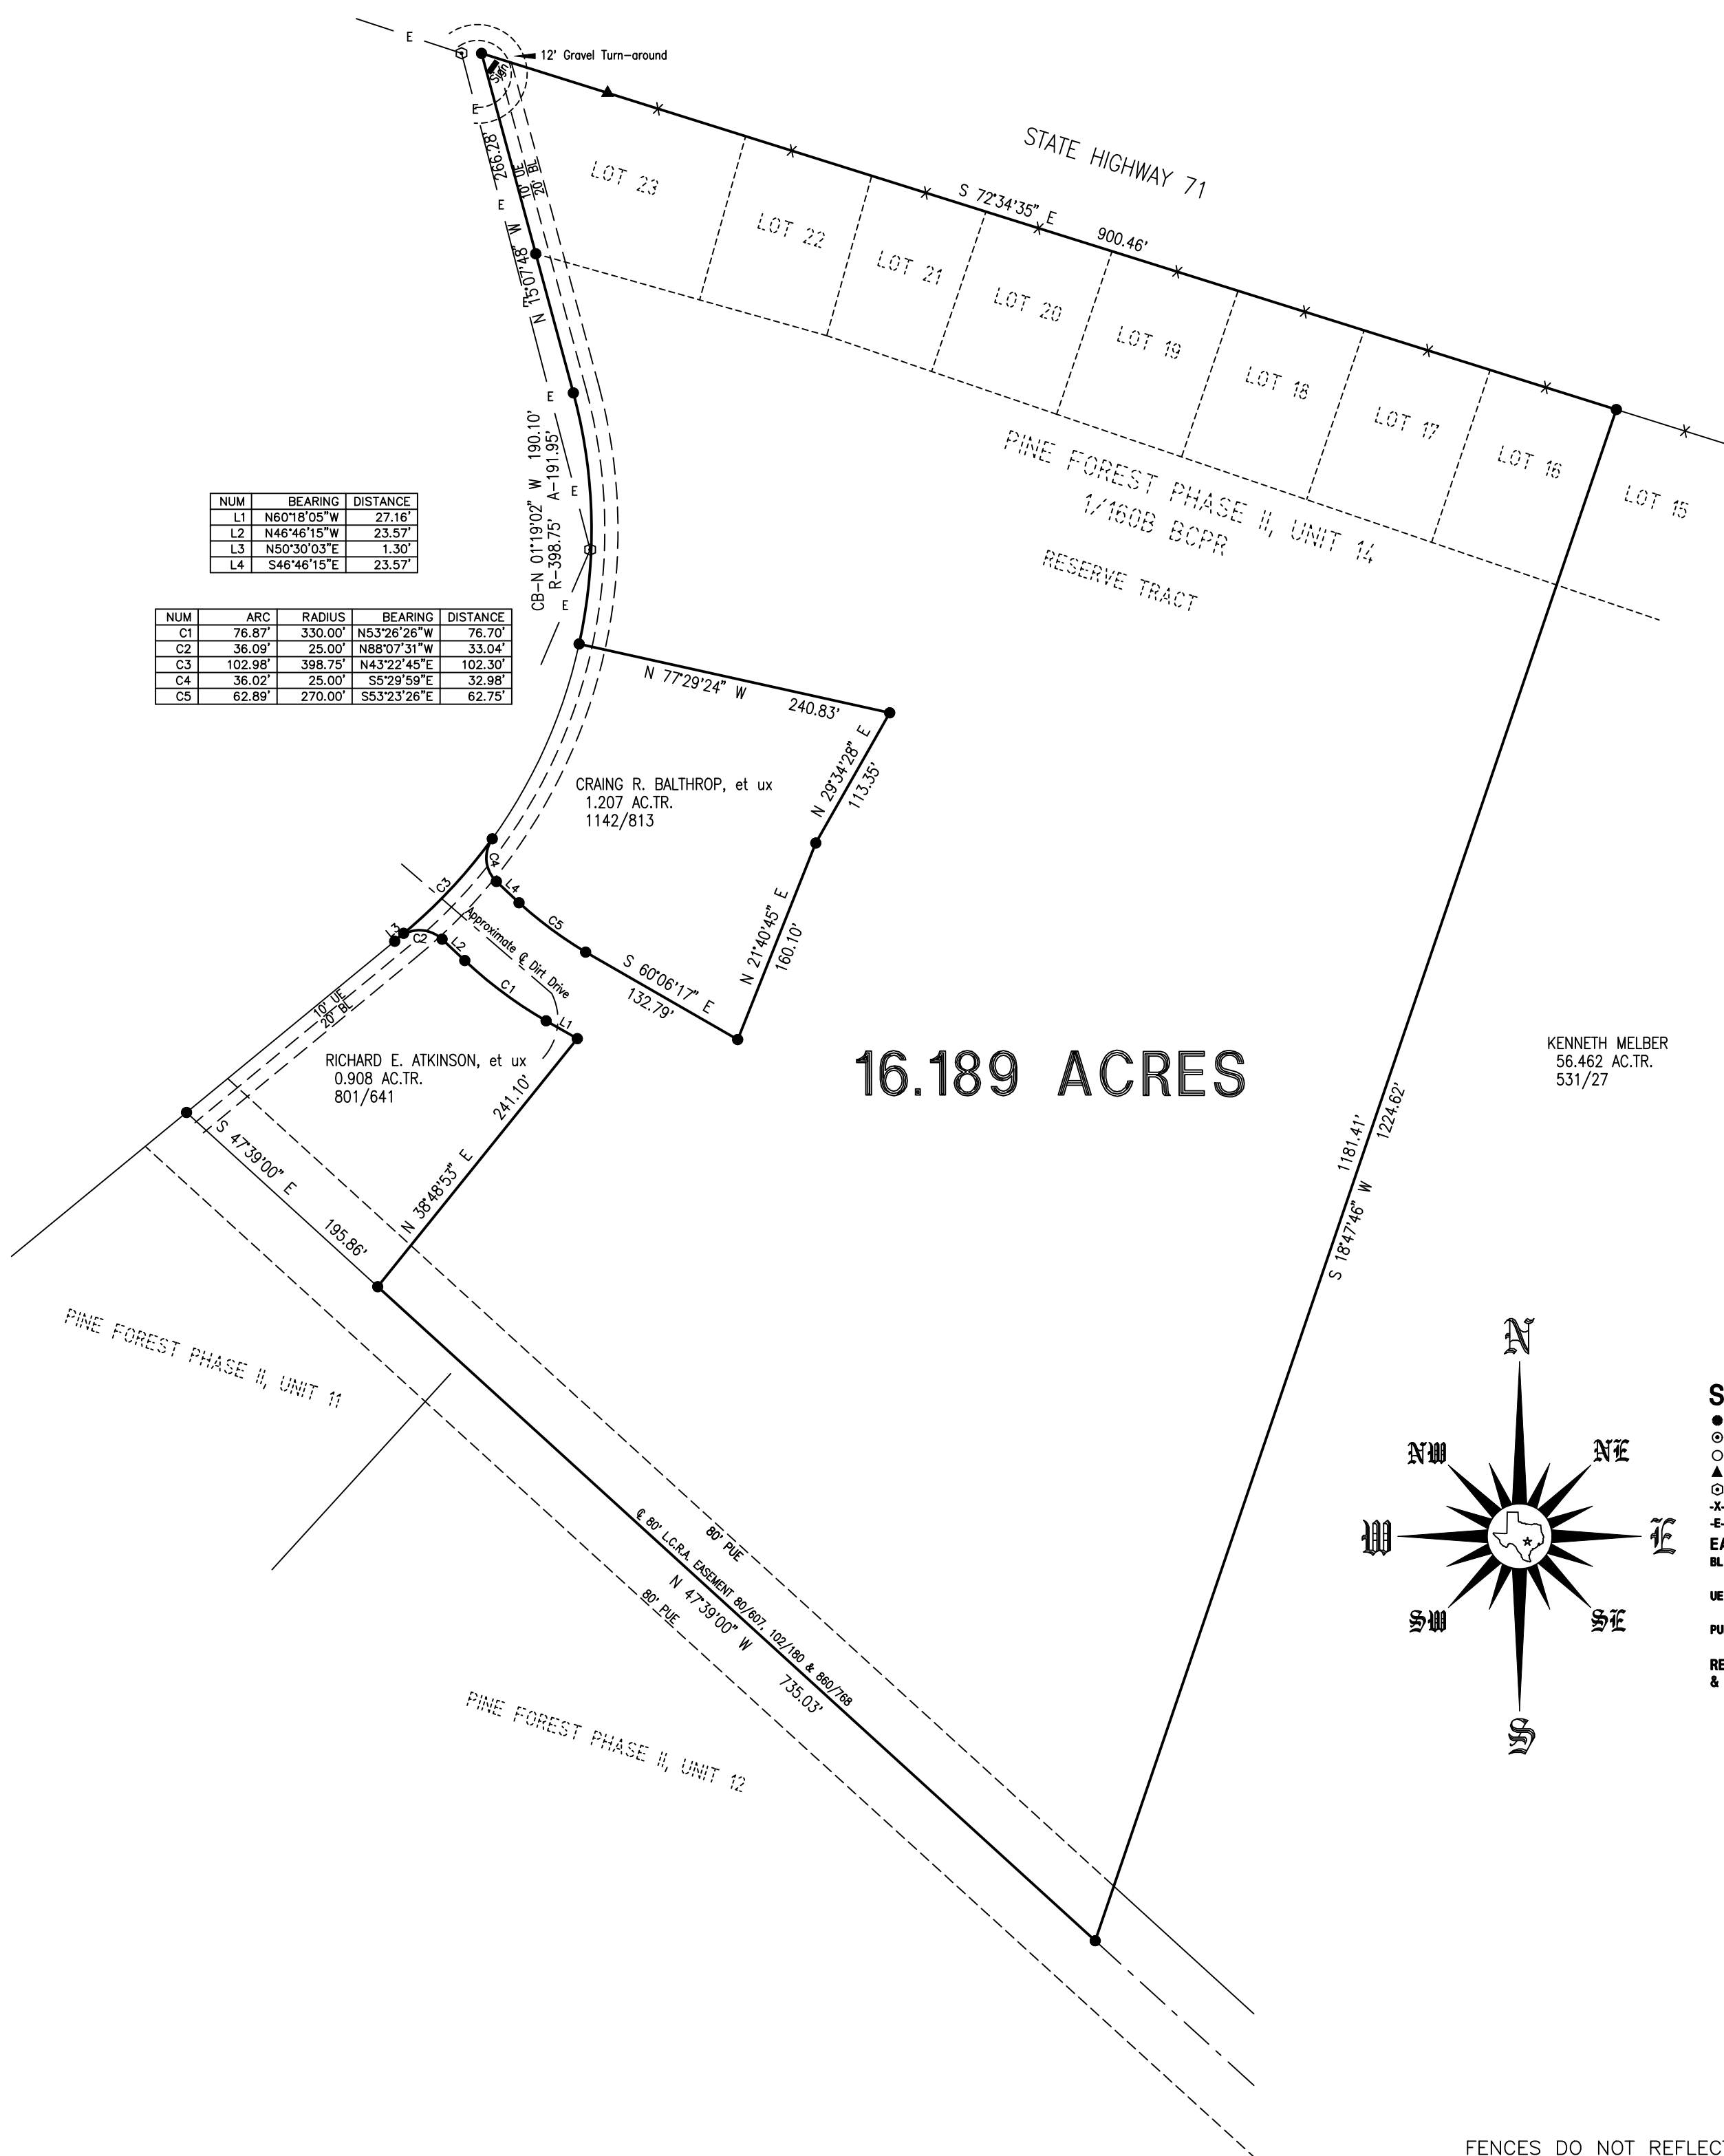 E
12' Gravel Turn-around
Sign
E
266.28'
10' UE
20' BL
E
N 15°07'48" W
E
STATE HIGHWAY 71
LOT 23
LOT 22
LOT 21
S 72°34'35" E
900.46'
LOT 20
LOT 19
LOT 18
LOT 17
LOT 16
LOT 15
PINE FOREST PHASE II, UNIT 14
1/160B BCPR
RESERVE TRACT
E
E
E
CB-N 01°19'02" W 190.10'
R-398.75' A-191.95'
NUM BEARING DISTANCE
L1 N60°18'05"W 27.16'
L2 N46°46'15"W 23.57'
L3 N50°30'03"E 1.30'
L4 S46°46'15"E 23.57'
NUM ARC RADIUS BEARING DISTANCE
C1 76.87' 330.00' N53°26'26"W 76.70'
C2 36.09' 25.00' N88°07'31"W 33.04'
C3 102.98' 398.75' N43°22'45"E 102.30'
C4 36.02' 25.00' S5°29'59"E 32.98'
C5 62.89' 270.00' S53°23'26"E 62.75'
N 77°29'24" W
240.83'
N 29°34'28" E
113.35'
CRAING R. BALTHROP, et ux
1.207 AC.TR.
1142/813
C4
L4
C3
C5
L3
C2
L2
Approximate ℄ Dirt Drive
C1
L1
N 21°40'45" E
160.10'
S 60°06'17" E
132.79'
10' UE
20' BL
RICHARD E. ATKINSON, et ux
0.908 AC.TR.
801/641
241.10'
N 38°48'53" E
S 47°39'00" E
195.86'
16.189 ACRES
KENNETH MELBER
56.462 AC.TR.
531/27
1181.41'
1224.62'
S 18°47'46" W
PINE FOREST PHASE II, UNIT 11
PINE FOREST PHASE II, UNIT 12
℄ 80' L.C.R.A. EASEMENT 80/607, 102/180 & 860/768
80' PUE
80' PUE
N 47°39'00" W
735.03'
N
NW
NE
W
E
SW
SE
S
S
-X-
-E-
EA
BL
UE
PU
RE
&
FENCES DO NOT REFLECT